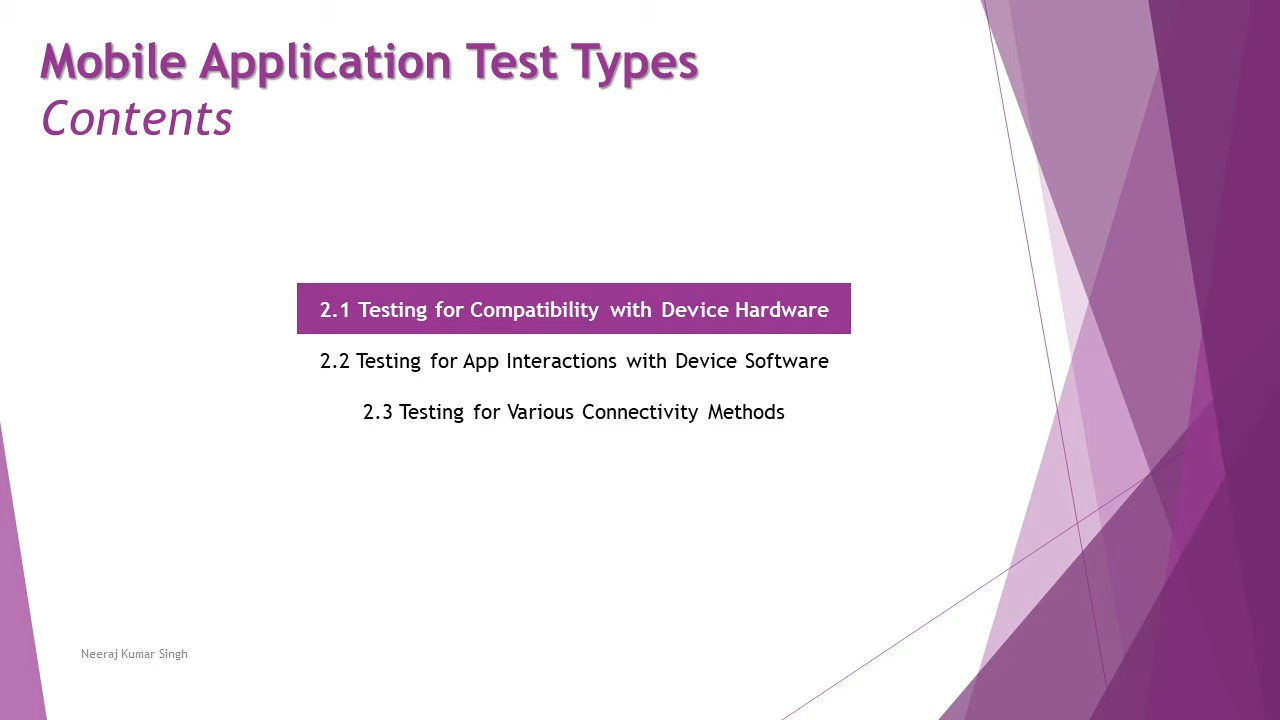 Mobile Application Test Types
Contents
2.1 Testing for Compatibility with Device Hardware
2.2 Testing for App Interactions with Device Software
2.3 Testing for Various Connectivity Methods
Neeraj Kumar Singh